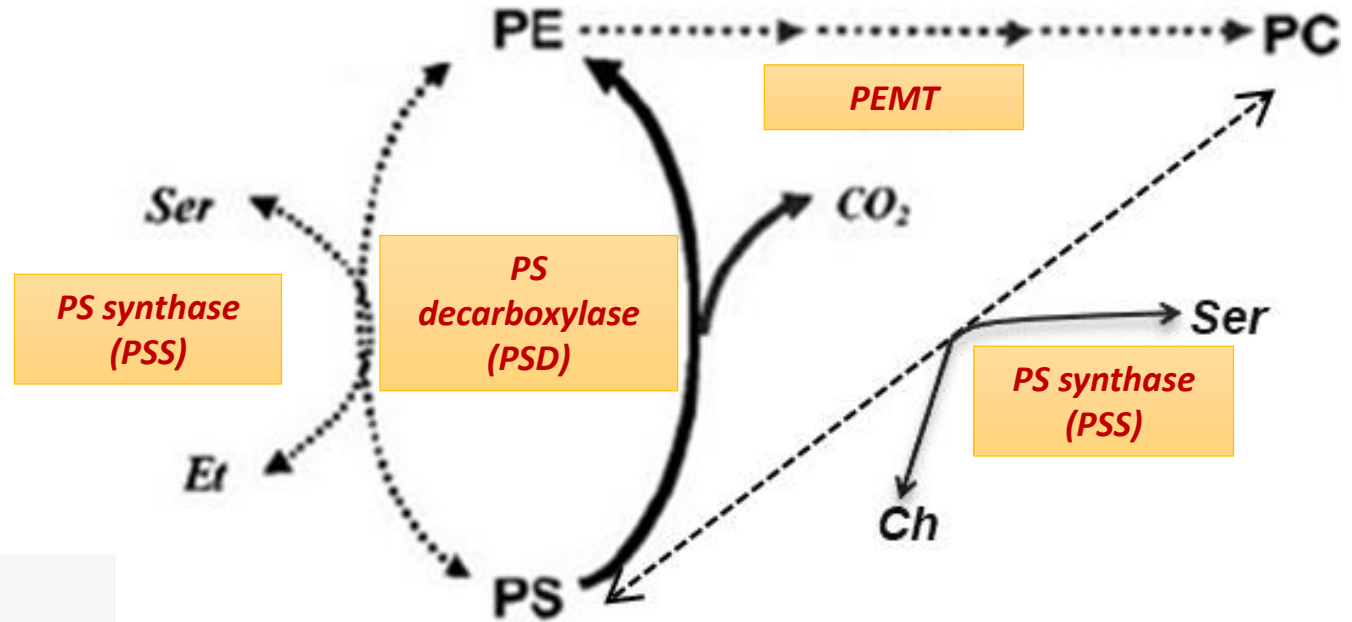 PE
PC
PEMT
Ser
CO₂
PS synthase
(PSS)
PS
decarboxylase
(PSD)
Ser
PS synthase
(PSS)
Et
Ch
PS